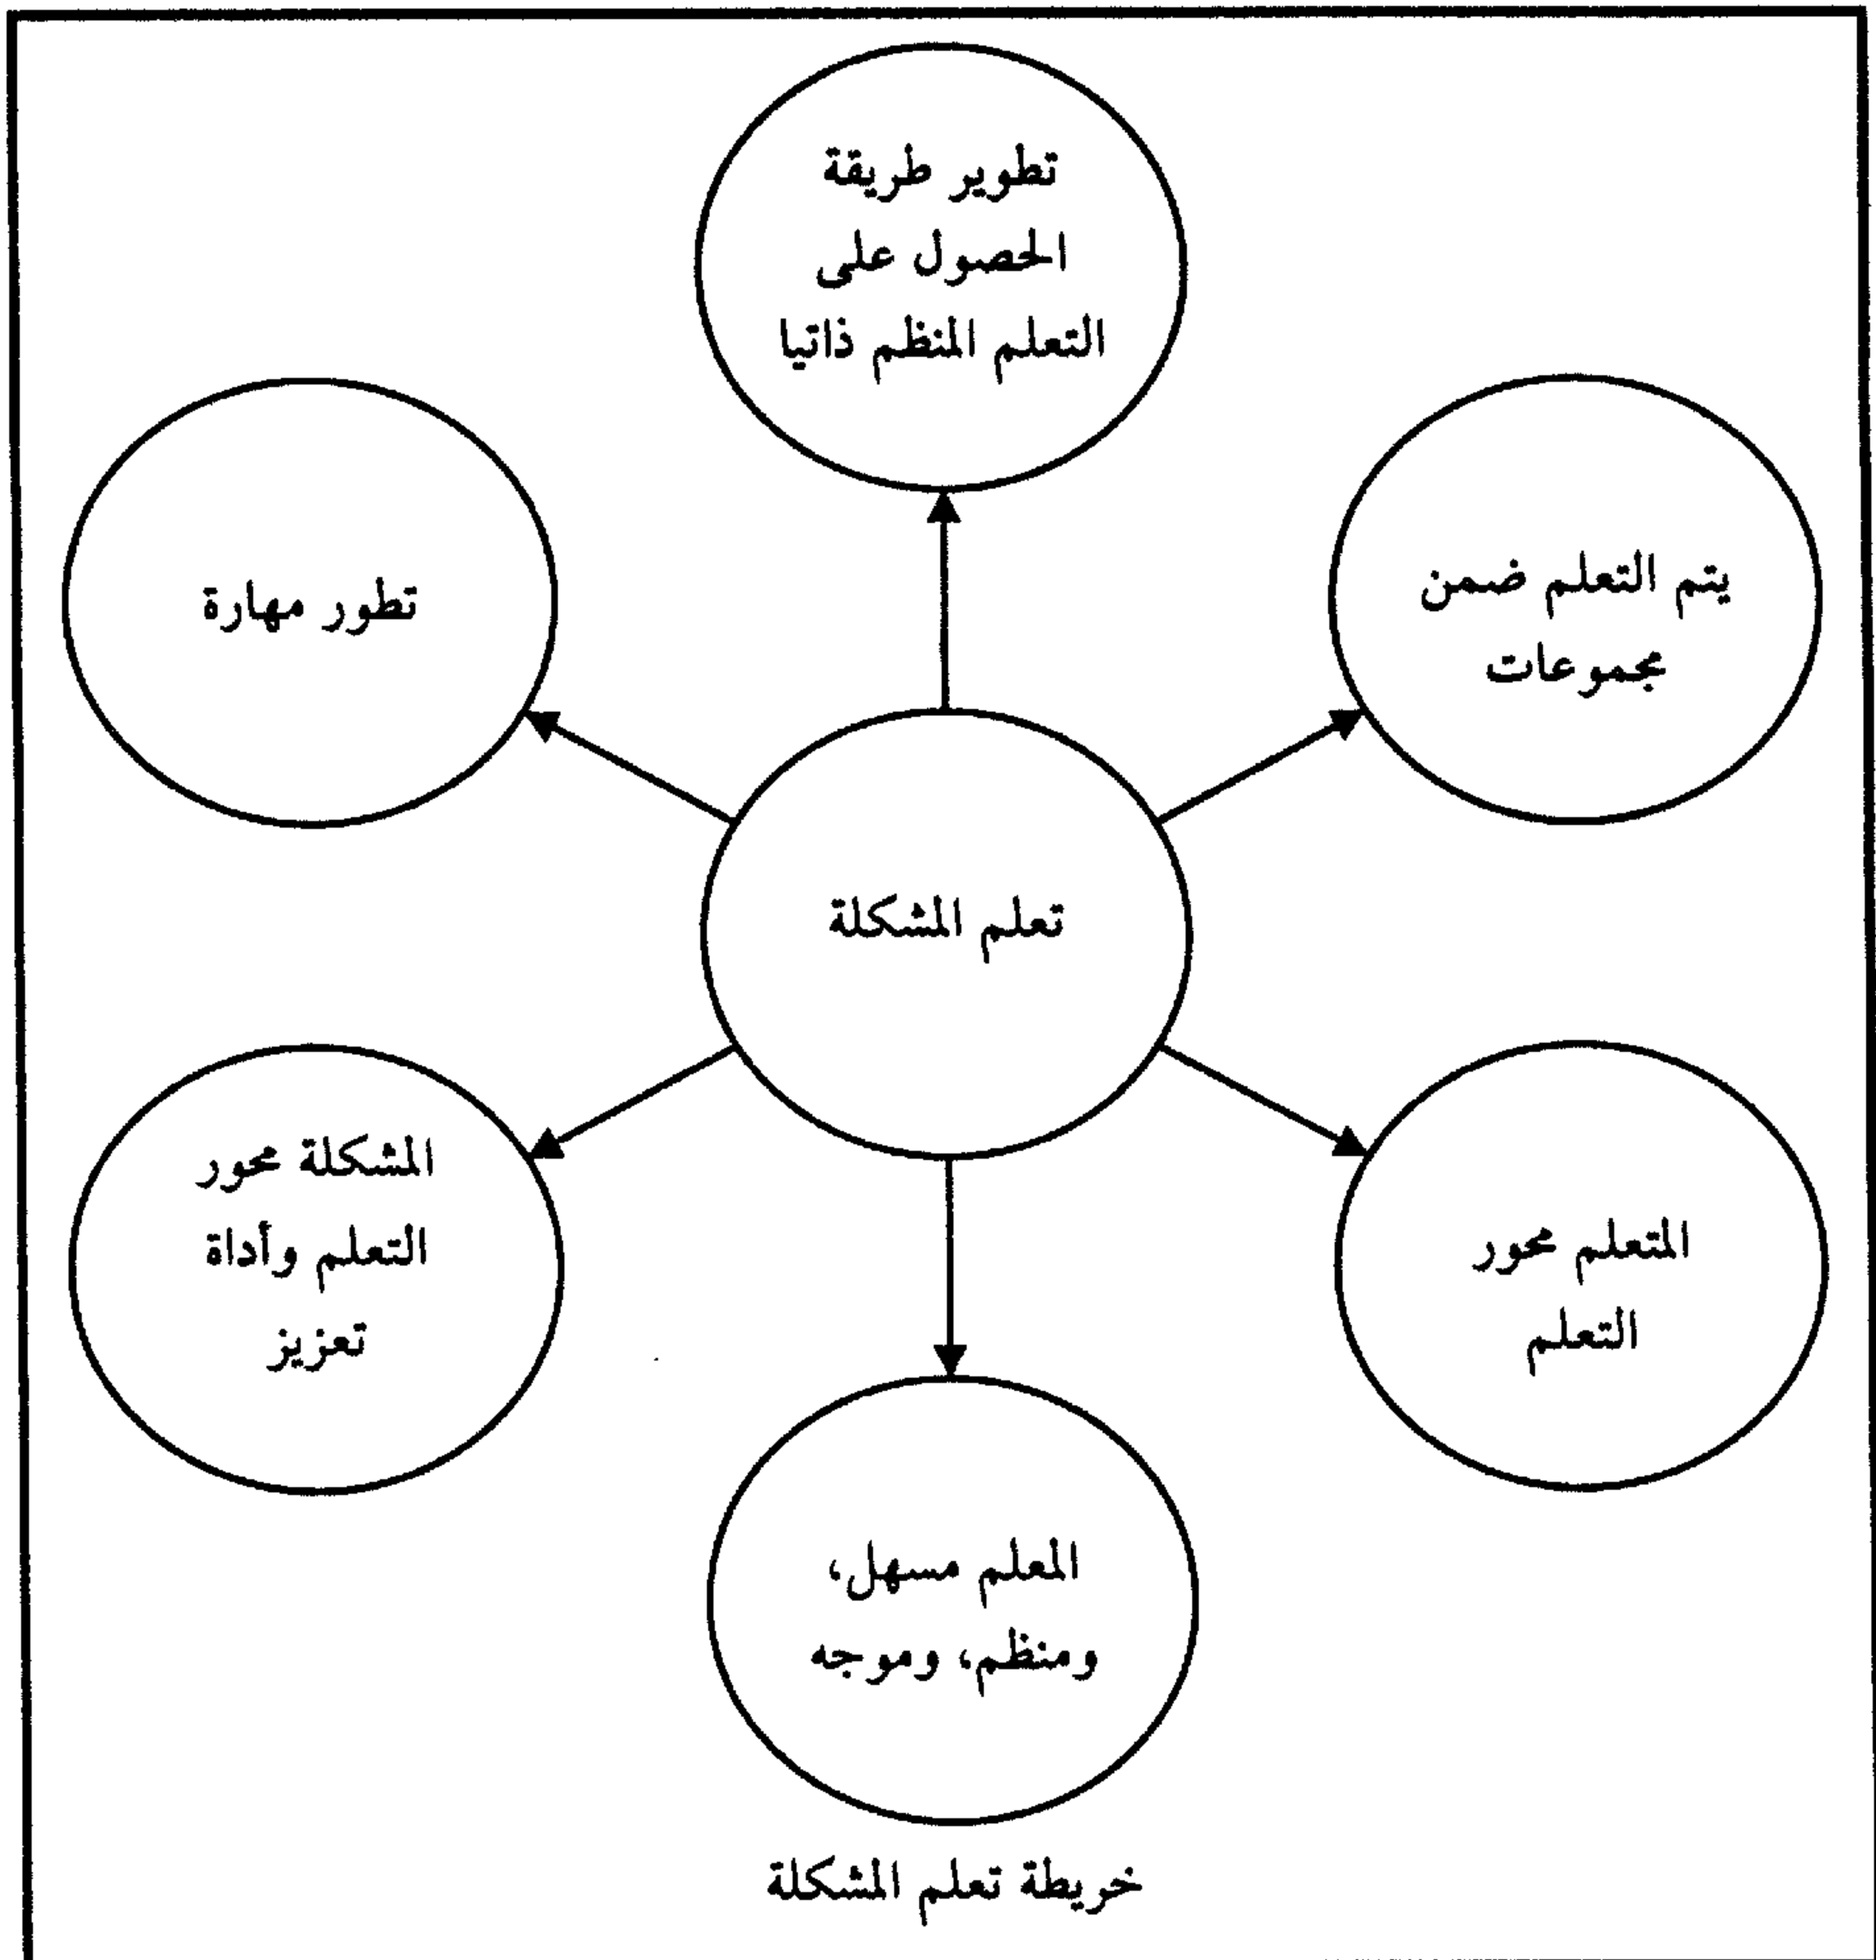 تطوير طريقة
الحصول على
التعلم المنظم ذاتيا
يتم التعلم ضمن
مجموعات
تطور مهارة
تعلم المشكلة
المتعلم محور
التعلم
المشكلة محور
التعلم وأداة
تعزيز
المعلم مسهل،
ومنظم، وموجه
خريطة تعلم المشكلة